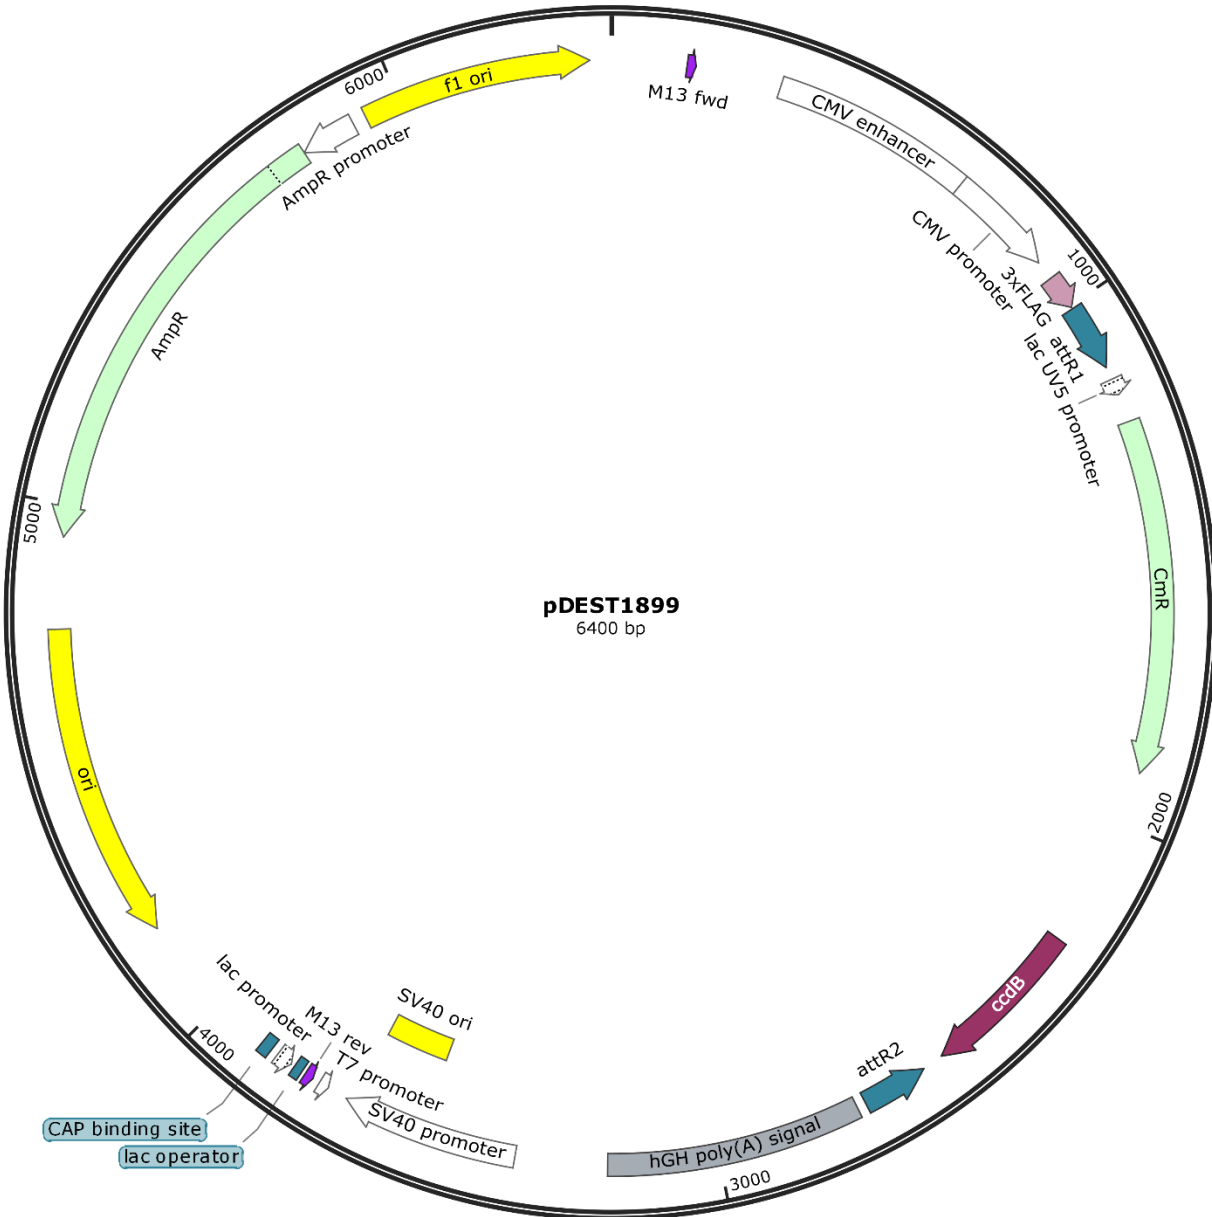 6000
f1 ori
M13 fwd
CMV enhancer
AmpR promoter
CMV promoter
1000
3xFLAG
attR1
lac UV5 promoter
AmpR
5000
CmR
pDEST1899
6400 bp
ori
2000
ccdB
lac promoter
SV40 ori
M13 rev
4000
T7 promoter
attR2
CAP binding site
SV40 promoter
hGH poly(A) signal
lac operator
3000